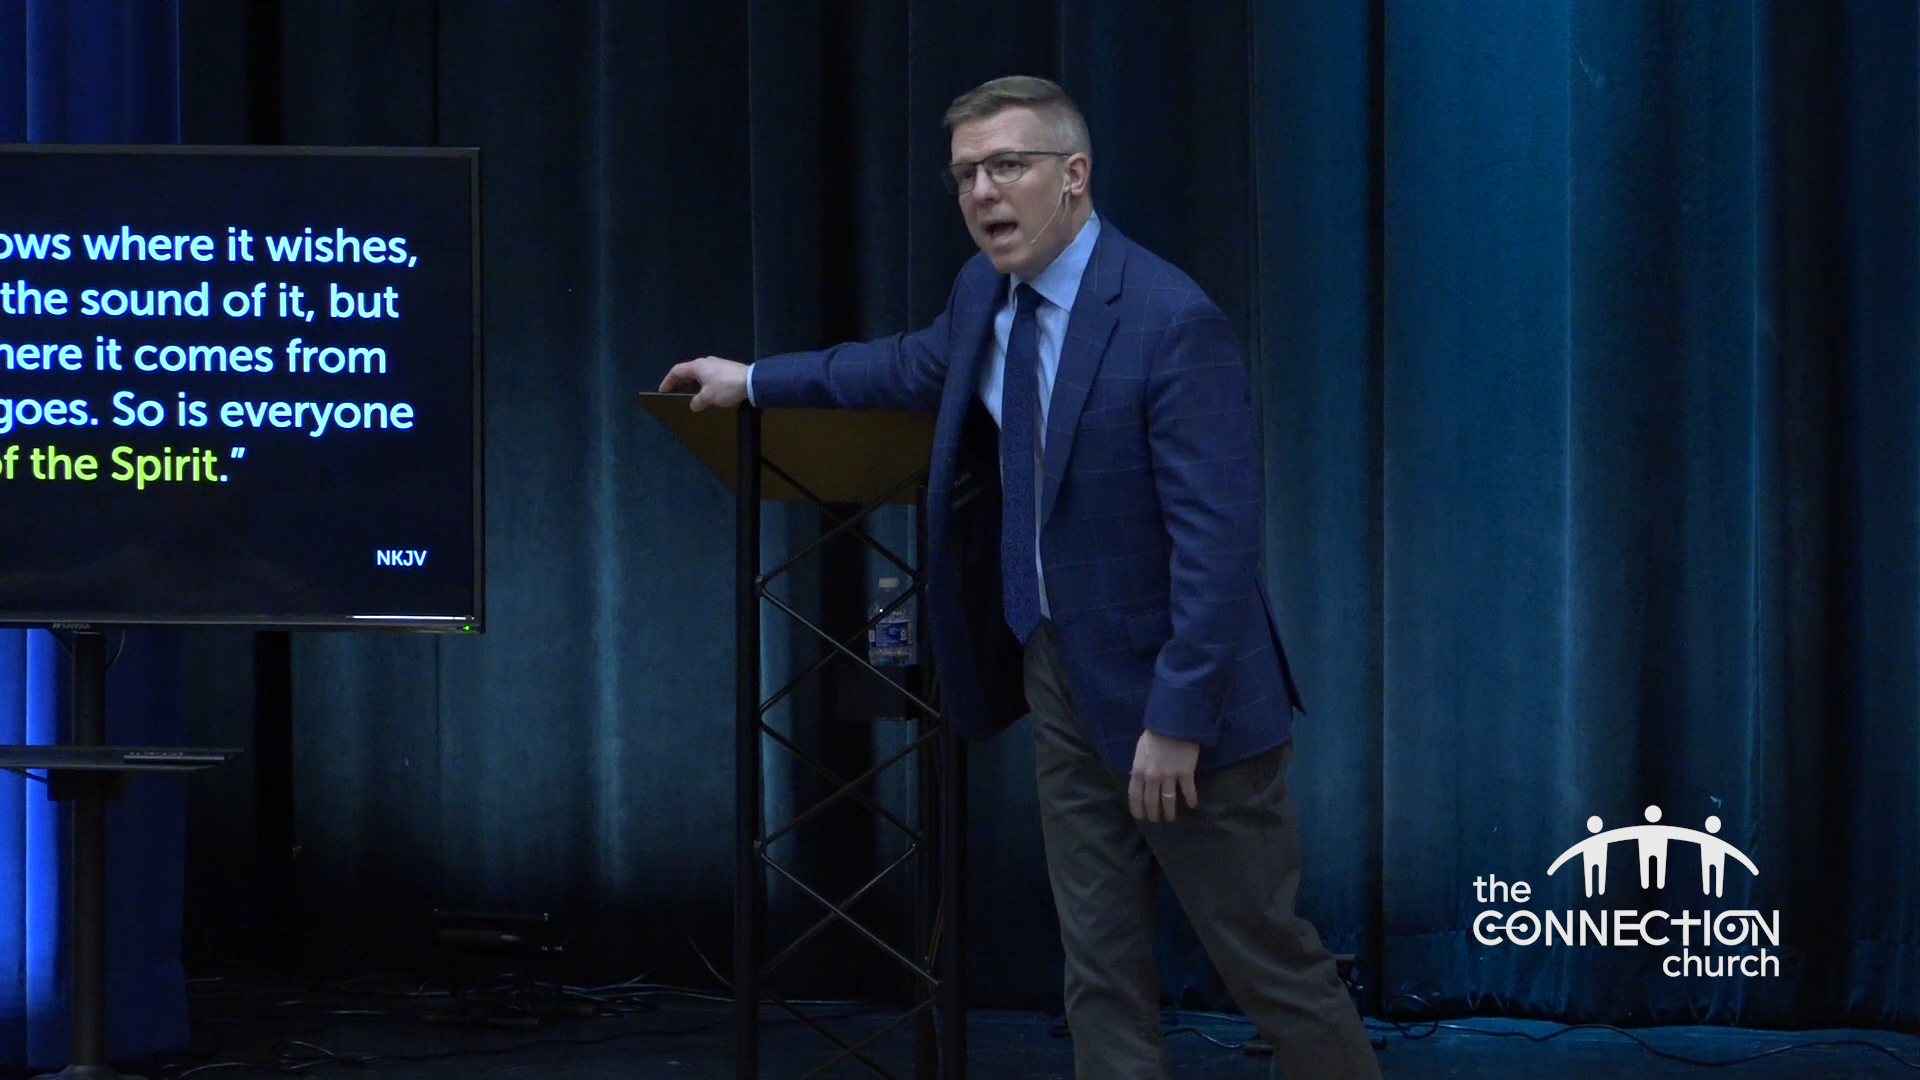 ows where it wishes,
the sound of it, but
here it comes from
goes. So is everyone
of the Spirit."
NKJV
the
CONNECTION
church